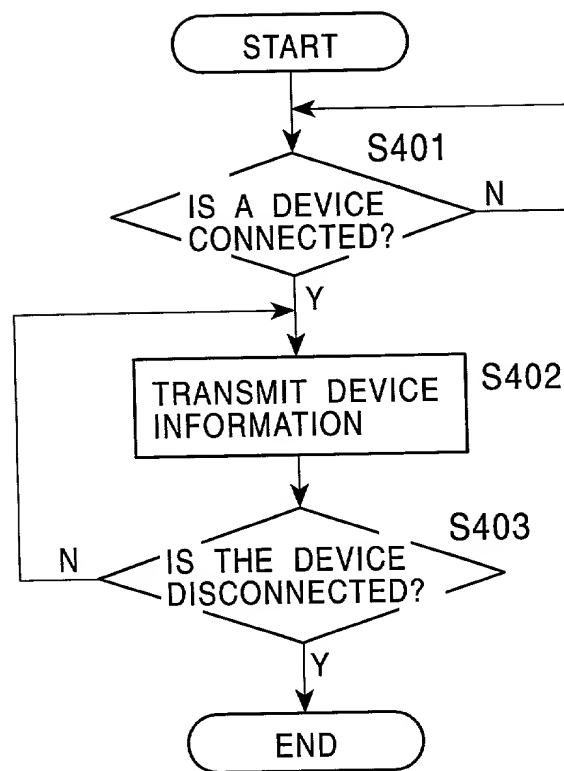 START
S401
IS A DEVICE
CONNECTED?
N
Y
TRANSMIT DEVICE
INFORMATION
S402
S403
IS THE DEVICE
DISCONNECTED?
N
Y
END